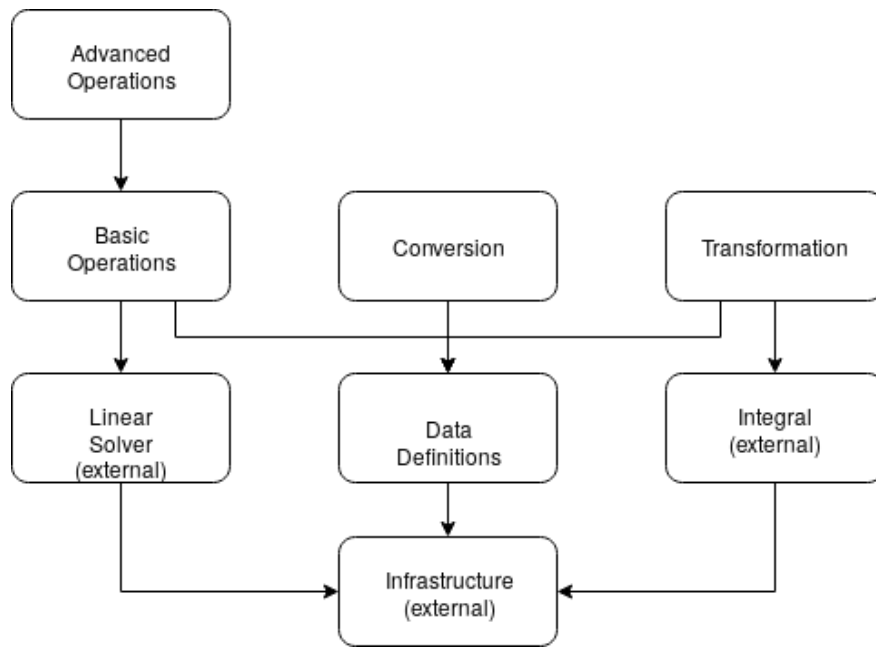 Advanced
Operations
Basic
Operations
Conversion
Transformation
Linear
Solver
(external)
Data
Definitions
Integral
(external)
Infrastructure
(external)